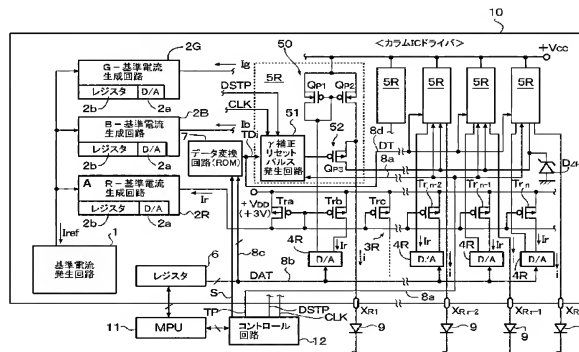 10
<カラムICドライバ>
+Vcc
G-基準電流
生成回路
レジスタ D/A
2G
2b
2a
Ig
DSTP
CLK
50
5R
QP1
QP2
51
γ補正
リセット
パルス
発生回路
52
QP3
5R
5R
5R
5R
8d
DT
8a
2B
B-基準電流
生成回路
レジスタ D/A
2b
2a
Ib
7
TD
データ変換
回路(ROM)
A
R-基準電流
生成回路
レジスタ D/A
2b
2a
2R
Ir
+VDD
(+3V)
Tra
Trb
Trc
Trn-2
Trn-1
Trn
Iref
1
基準電流
発生回路
8c
4R
D/A
Ir
i
3R
4R
D/A
Ir
i
4R
D/A
Ir
4R
D/A
Ir
i
レジスタ
6
DAT
8b
S
8a
TP
DSTP
CLK
MPU
11
コントロール
回路
12
XR1
9
9
XRn-1
9
9